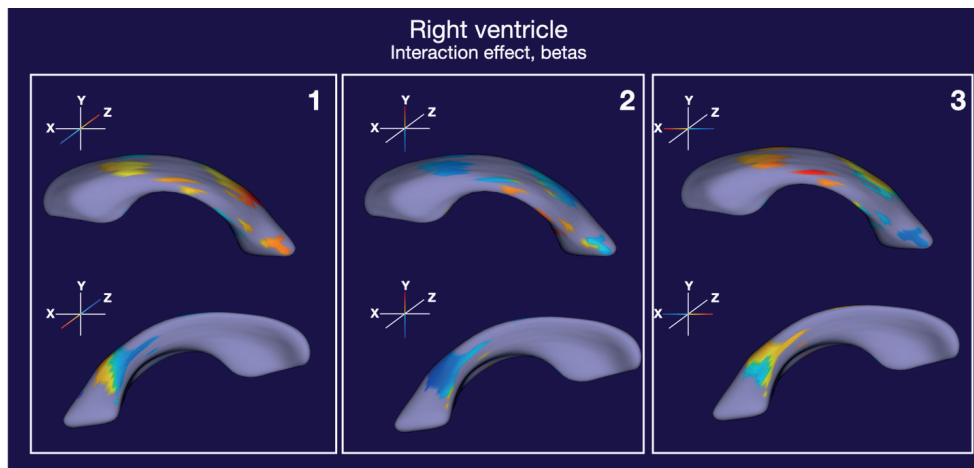 Right ventricle
Interaction effect, betas
1
Y
Z
X
2
Y
Z
X
3
Y
Z
X
Y
Z
X
Y
Z
X
Y
Z
X